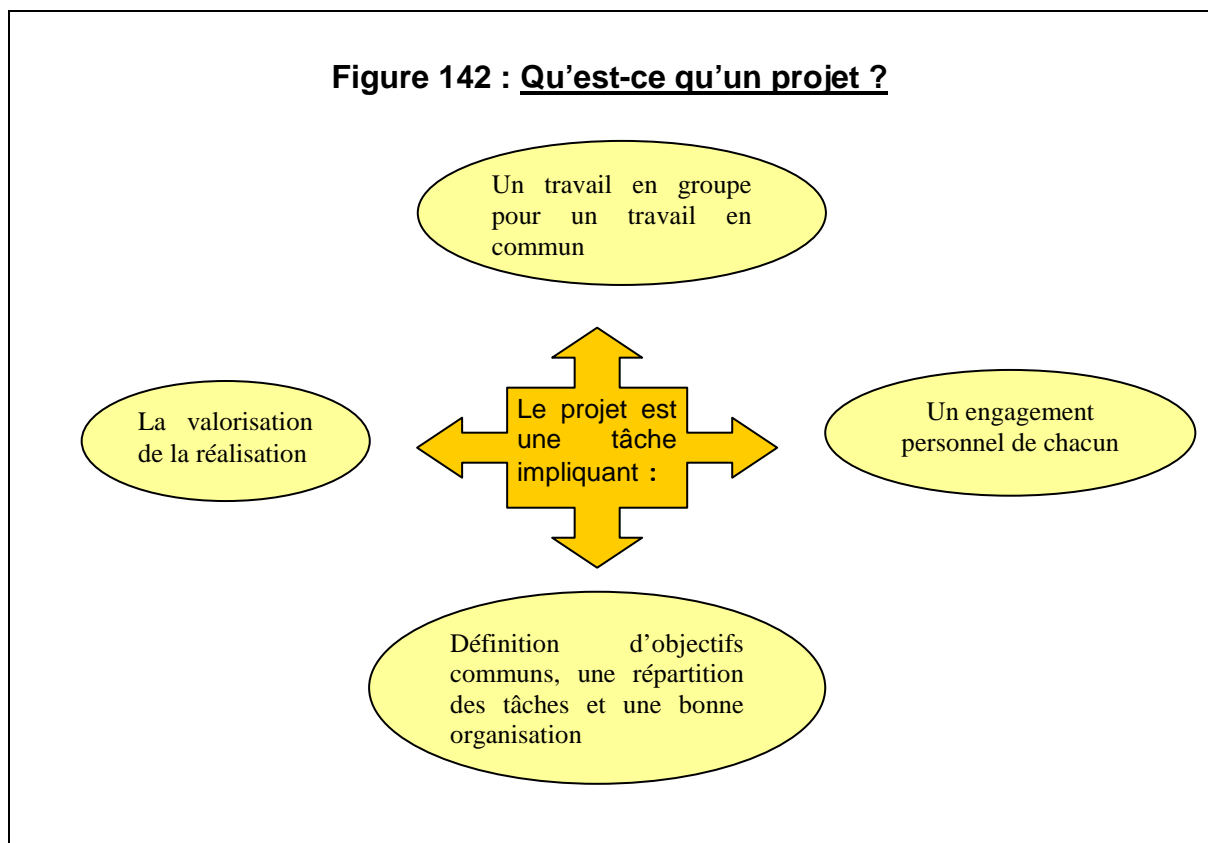 Figure 142 : Qu’est-ce qu’un projet ?
Un travail en groupe
pour un travail en
commun
La valorisation
de la réalisation
Le projet est
une tâche
impliquant :
Un engagement
personnel de chacun
Définition d’objectifs
communs, une répartition
des tâches et une bonne
organisation